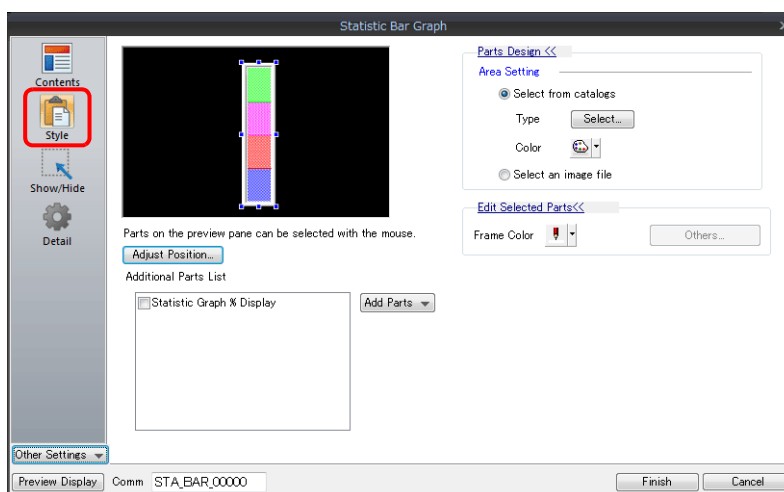 Statistic Bar Graph
Contents
Style
Show/Hide
Detail
Other Settings
Parts on the preview pane can be selected with the mouse.
Adjust Position...
Additional Parts List
Statistic Graph % Display
Add Parts
Parts Design <<
Area Setting
Select from catalogs
Type Select...
Color
Select an image file
Edit Selected Parts<<
Frame Color Others...
Preview Display Comm STA_BAR_00000 Finish Cancel